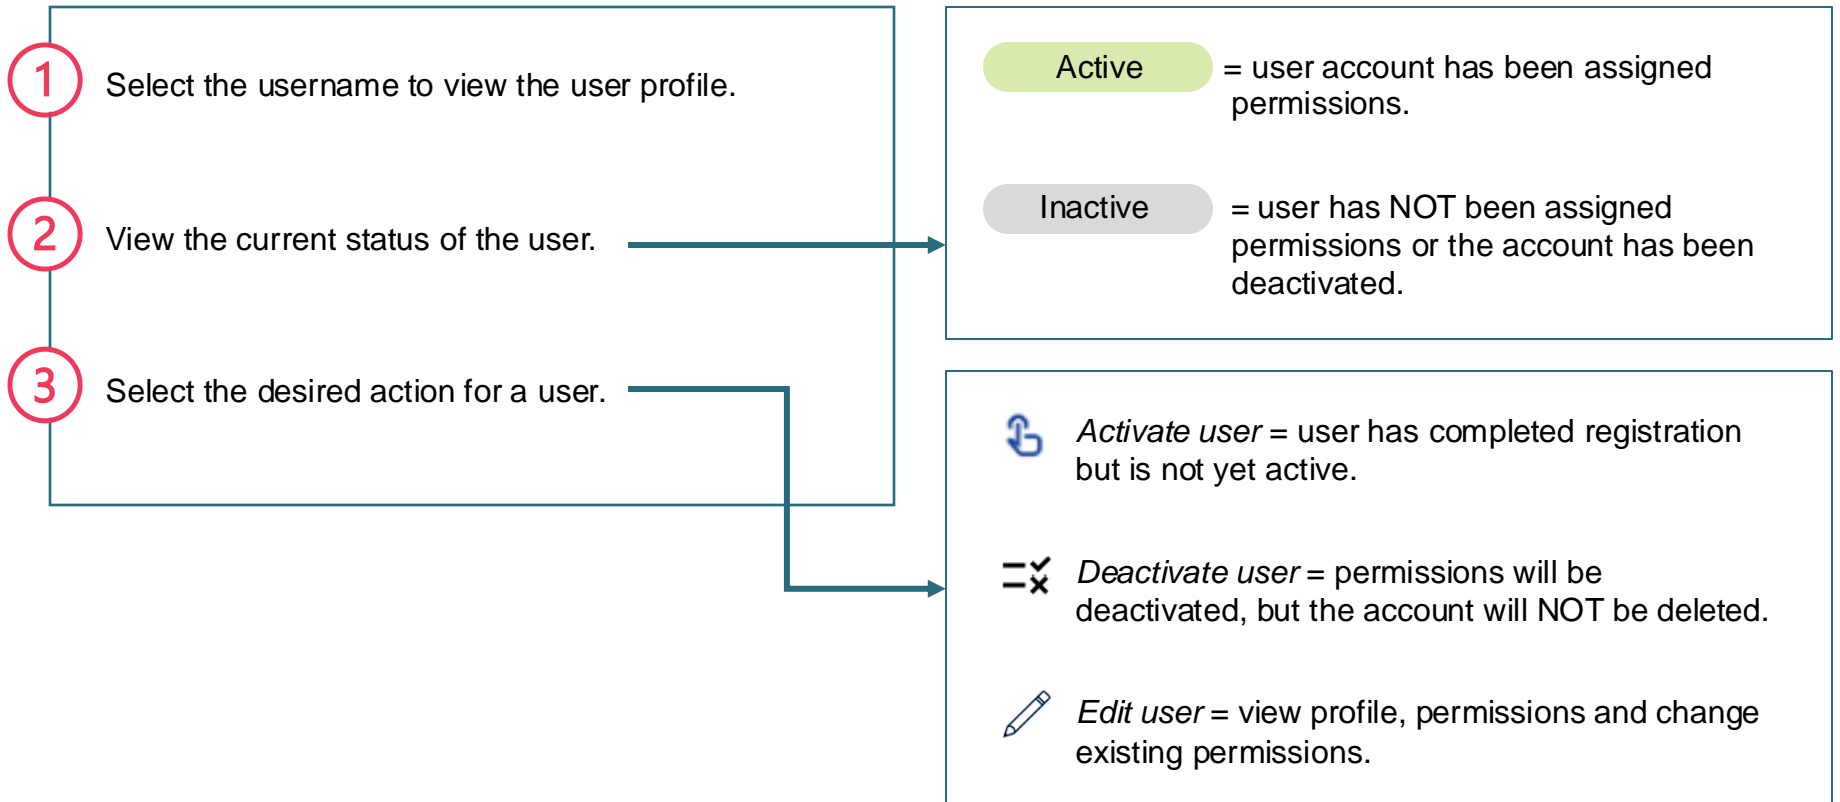 1
Select the username to view the user profile.
2
View the current status of the user.
3
Select the desired action for a user.
Active = user account has been assigned
permissions.
Inactive = user has NOT been assigned
permissions or the account has been
deactivated.
Activate user = user has completed registration
but is not yet active.
Deactivate user = permissions will be
deactivated, but the account will NOT be deleted.
Edit user = view profile, permissions and change
existing permissions.